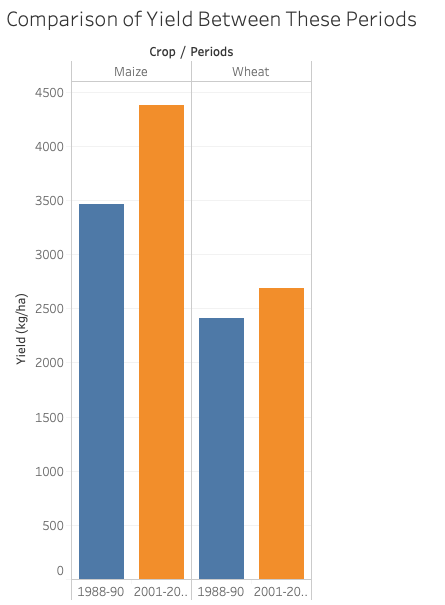 Comparison of Yield Between These Periods
Crop / Periods
Maize Wheat
4500
4000
3500
3000
2500
2000
1500
1000
500
0
Yield (kg/ha)
1988-90 2001-20.. 1988-90 2001-20..